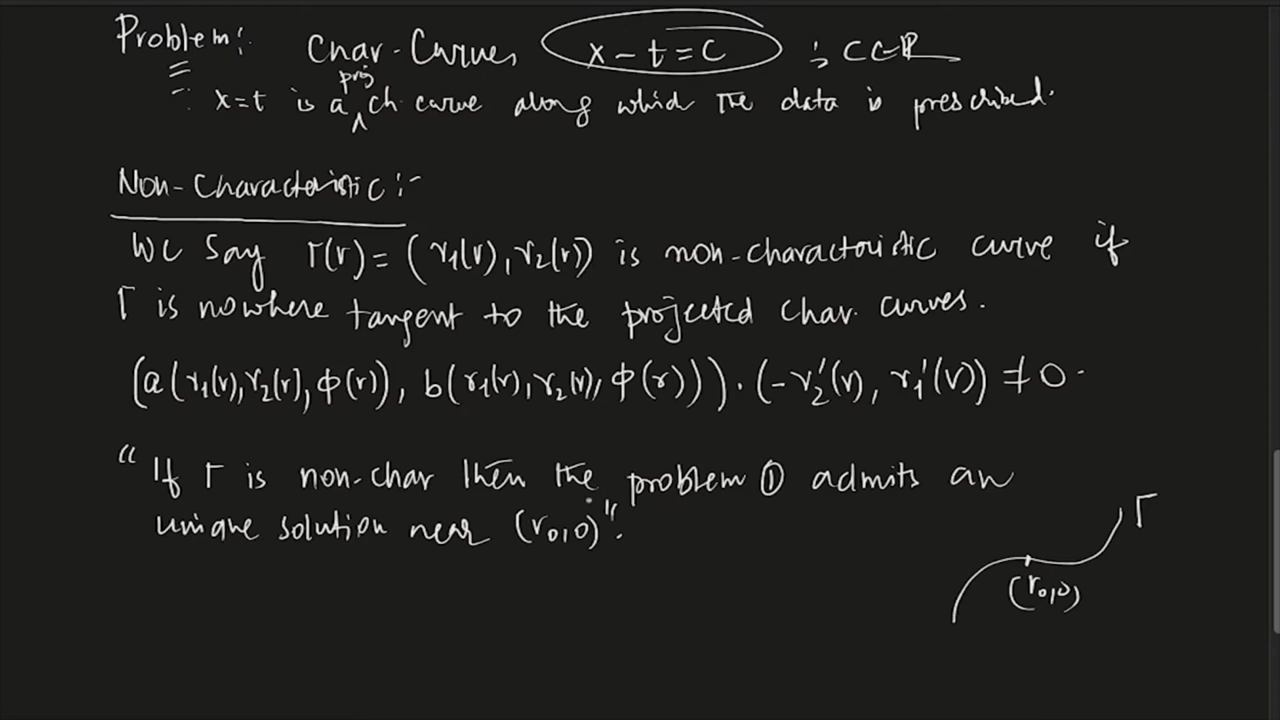 Problem:
Char-Curves x-t=c ; c∈ℝ
proj
∴ x=t is a ch. curve along which the data is prescribed.
Non-Characteristic :-
We say Γ(r) = (γ1(r), γ2(r)) is non-characteristic curve if
Γ is nowhere tangent to the projected char. curves.
(a(γ1(r), γ2(r), ϕ(r)), b(γ1(r), γ2(r), ϕ(r))) · (-γ2'(r), γ1'(r)) ≠ 0.
“If Γ is non-char then the problem ① admits an
unique solution near (r0,0)”.
Γ
(r0,0)